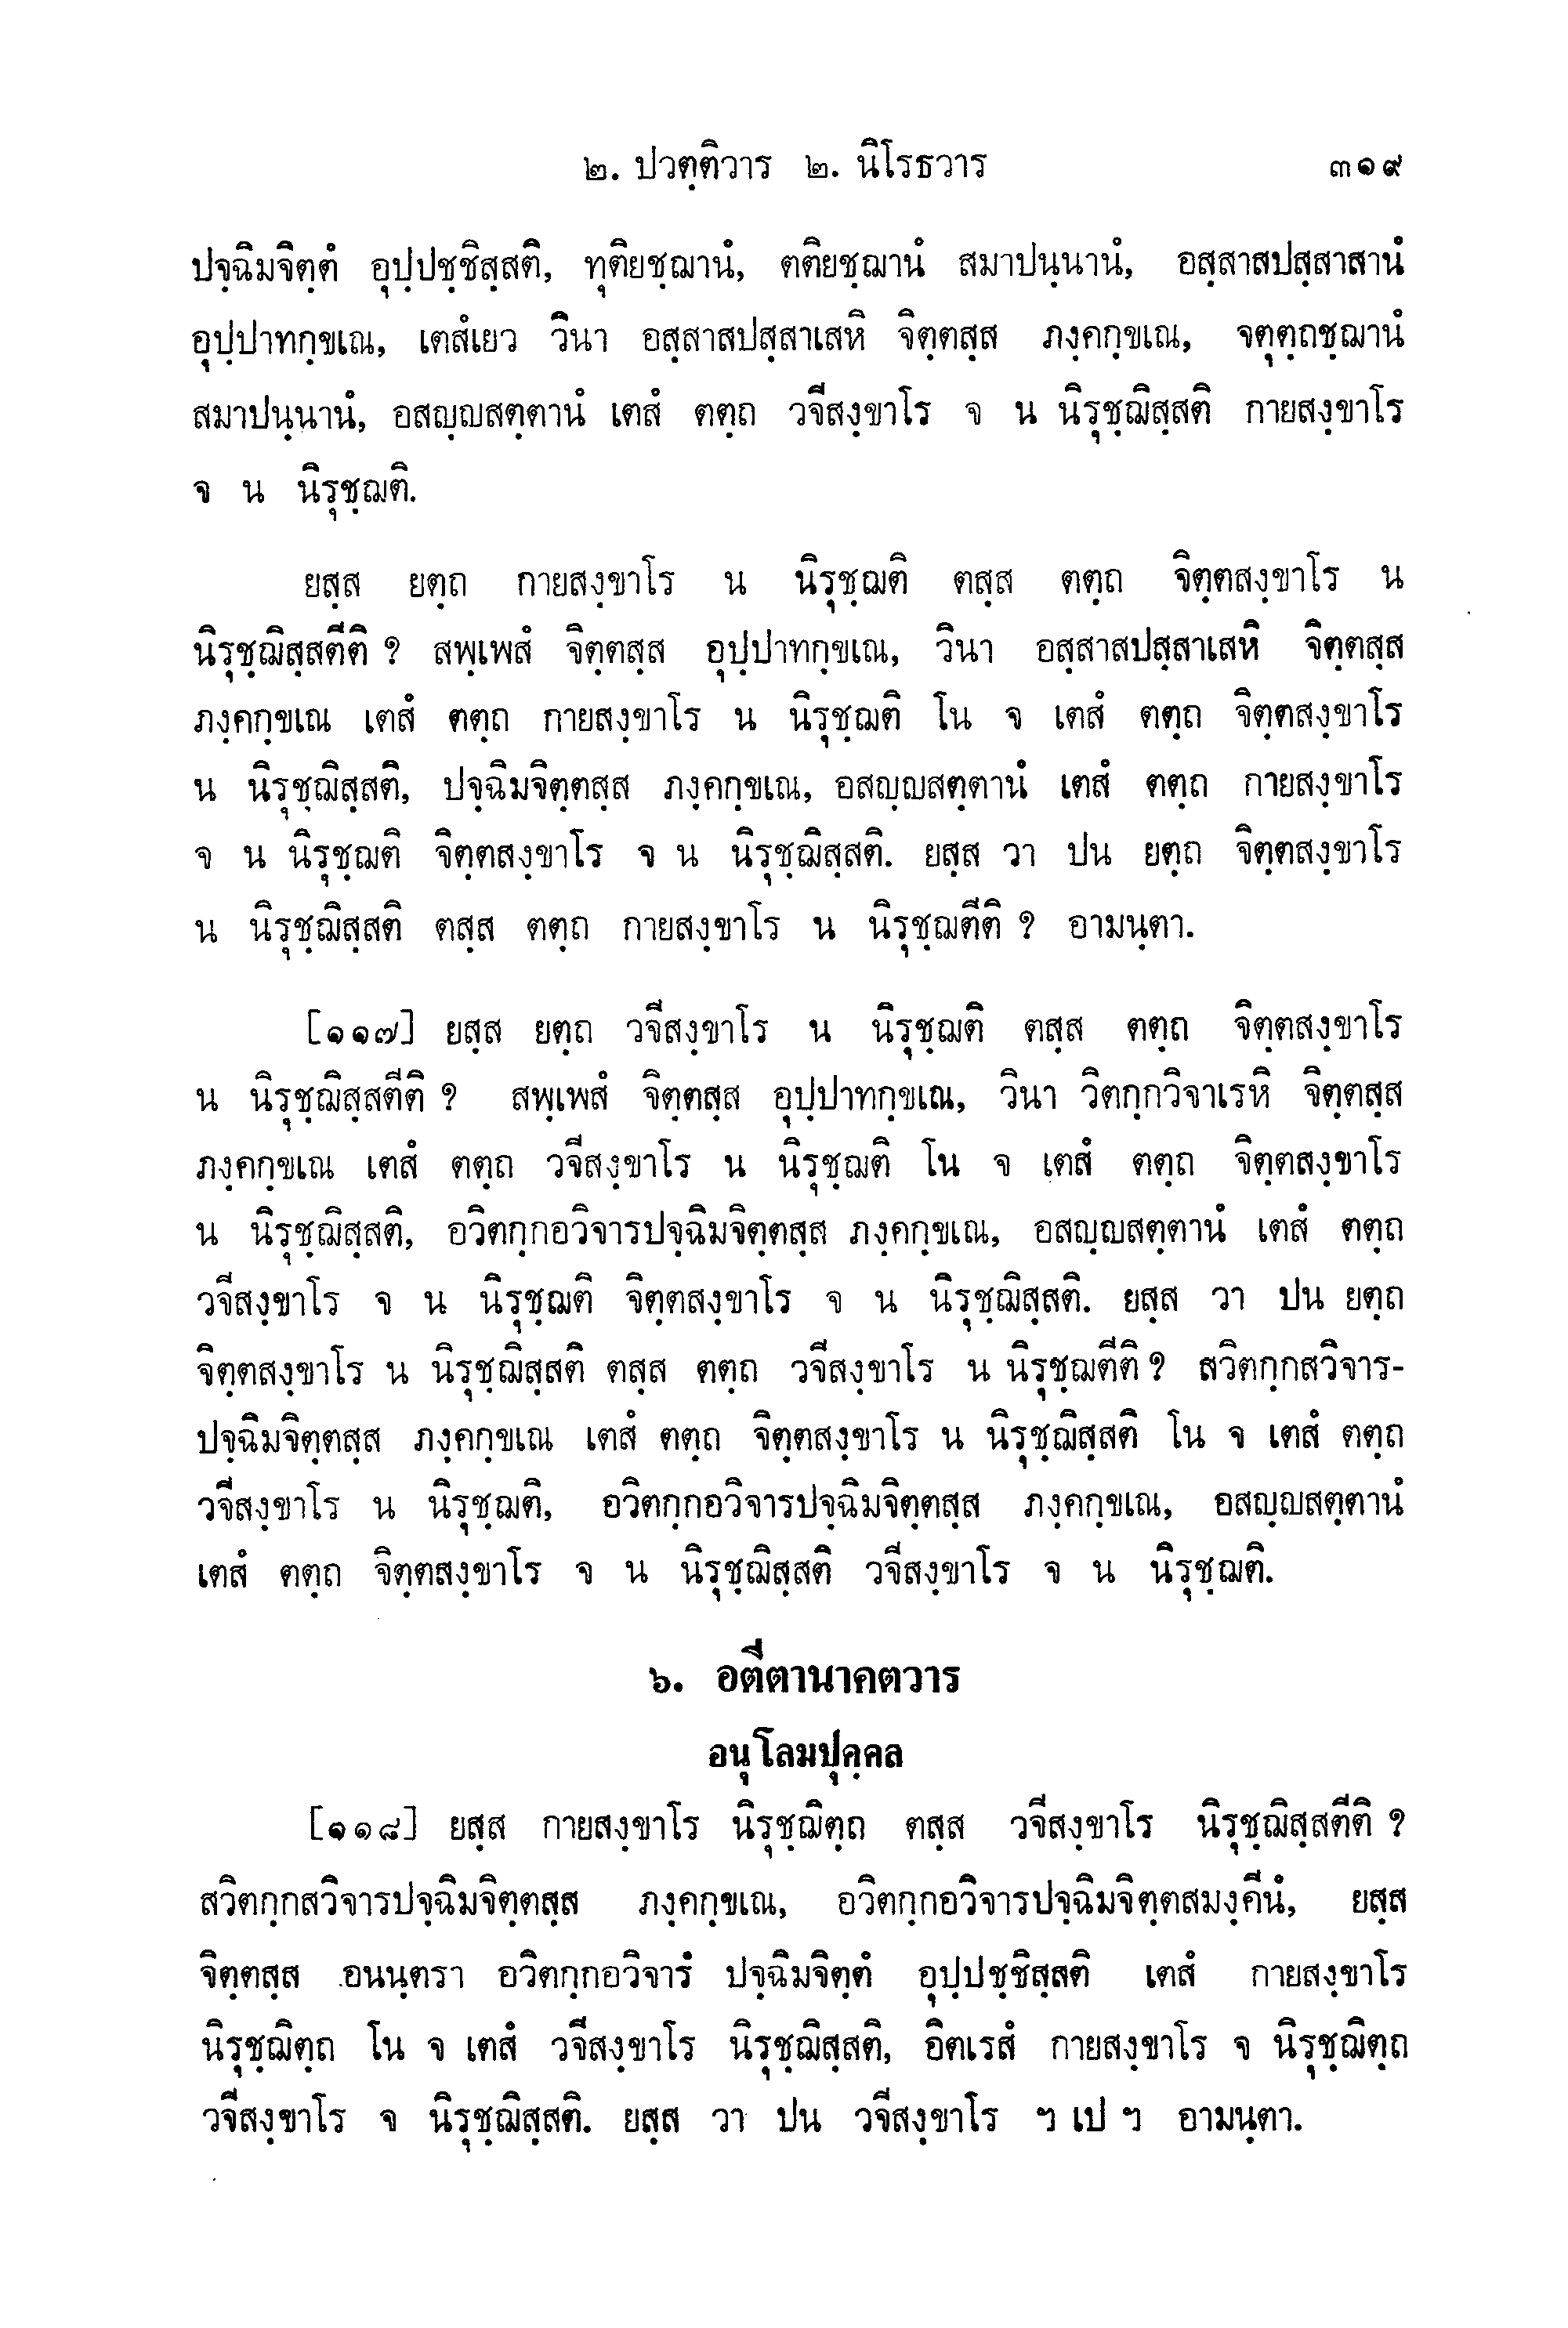 ๒. ปวตฺติวาร ๒. นิโรธวาร ๓๑๙
ปจฺฉิมจิตฺตํ อุปฺปชฺชิสฺสติ, ทุติยชฺฌานํ, ตติยชฺฌานํ สมาปนฺนานํ, อสฺสาสปสฺสาสานํ
อุปฺปาทกฺขเณ, เตสํเยว วินา อสฺสาสปสฺสาเสหิ จิตฺตสฺส ภงฺคกฺขเณ, จตุตฺถชฺฌานํ
สมาปนฺนานํ, อสญฺญสตฺตานํ เตสํ ตตฺถ วจีสงฺขาโร จ น นิรุชฺฌิสฺสติ กายสงฺขาโร
จ น นิรุชฺฌติ.
ยสฺส ยตฺถ กายสงฺขาโร น นิรุชฺฌติ ตสฺส ตตฺถ จิตฺตสงฺขาโร น
นิรุชฺฌิสฺสตีติ ? สพฺเพสํ จิตฺตสฺส อุปฺปาทกฺขเณ, วินา อสฺสาสปสฺสาเสหิ จิตฺตสฺส
ภงฺคกฺขเณ เตสํ ตตฺถ กายสงฺขาโร น นิรุชฺฌติ โน จ เตสํ ตตฺถ จิตฺตสงฺขาโร
น นิรุชฺฌิสฺสติ, ปจฺฉิมจิตฺตสฺส ภงฺคกฺขเณ, อสญฺญสตฺตานํ เตสํ ตตฺถ กายสงฺขาโร
จ น นิรุชฺฌติ จิตฺตสงฺขาโร จ น นิรุชฺฌิสฺสติ. ยสฺส วา ปน ยตฺถ จิตฺตสงฺขาโร
น นิรุชฺฌิสฺสติ ตสฺส ตตฺถ กายสงฺขาโร น นิรุชฺฌตีติ ? อามนฺตา.
[๑๑๗] ยสฺส ยตฺถ วจีสงฺขาโร น นิรุชฺฌติ ตสฺส ตตฺถ จิตฺตสงฺขาโร
น นิรุชฺฌิสฺสตีติ ? สพฺเพสํ จิตฺตสฺส อุปฺปาทกฺขเณ, วินา วิตกฺกวิจาเรหิ จิตฺตสฺส
ภงฺคกฺขเณ เตสํ ตตฺถ วจีสงฺขาโร น นิรุชฺฌติ โน จ เตสํ ตตฺถ จิตฺตสงฺขาโร
น นิรุชฺฌิสฺสติ, อวิตกฺกอวิจารปจฺฉิมจิตฺตสฺส ภงฺคกฺขเณ, อสญฺญสตฺตานํ เตสํ ตตฺถ
วจีสงฺขาโร จ น นิรุชฺฌติ จิตฺตสงฺขาโร จ น นิรุชฺฌิสฺสติ. ยสฺส วา ปน ยตฺถ
จิตฺตสงฺขาโร น นิรุชฺฌิสฺสติ ตสฺส ตตฺถ วจีสงฺขาโร น นิรุชฺฌตีติ ? สวิตกฺกสวิจาร-
ปจฺฉิมจิตฺตสฺส ภงฺคกฺขเณ เตสํ ตตฺถ จิตฺตสงฺขาโร น นิรุชฺฌิสฺสติ โน จ เตสํ ตตฺถ
วจีสงฺขาโร น นิรุชฺฌติ, อวิตกฺกอวิจารปจฺฉิมจิตฺตสฺส ภงฺคกฺขเณ, อสญฺญสตฺตานํ
เตสํ ตตฺถ จิตฺตสงฺขาโร จ น นิรุชฺฌิสฺสติ วจีสงฺขาโร จ น นิรุชฺฌติ.
๖. อตีตานาคตวาร
อนุโลมปุคฺคล
[๑๑๘] ยสฺส กายสงฺขาโร นิรุชฺฌิตฺถ ตสฺส วจีสงฺขาโร นิรุชฺฌิสฺสตีติ ?
สวิตกฺกสวิจารปจฺฉิมจิตฺตสฺส ภงฺคกฺขเณ, อวิตกฺกอวิจารปจฺฉิมจิตฺตสมงฺคีนํ, ยสฺส
จิตฺตสฺส อนนฺตรา อวิตกฺกอวิจารํ ปจฺฉิมจิตฺตํ อุปฺปชฺชิสฺสติ เตสํ กายสงฺขาโร
นิรุชฺฌิตฺถ โน จ เตสํ วจีสงฺขาโร นิรุชฺฌิสฺสติ, อิตเรสํ กายสงฺขาโร จ นิรุชฺฌิตฺถ
วจีสงฺขาโร จ นิรุชฺฌิสฺสติ. ยสฺส วา ปน วจีสงฺขาโร ฯ เป ฯ อามนฺตา.